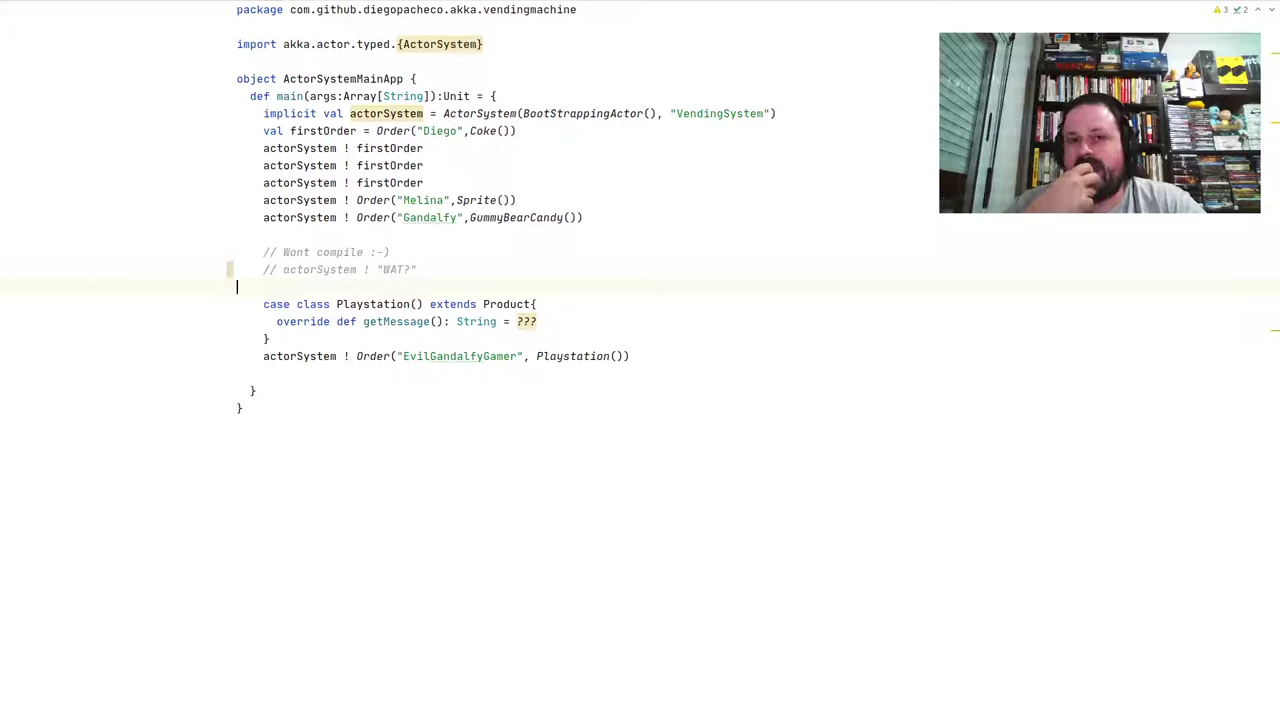 package com.github.diegopacheco.akka.vendingmachine
3 2
import akka.actor.typed.{ActorSystem}
object ActorSystemMainApp {
def main(args:Array[String]):Unit = {
implicit val actorSystem = ActorSystem(BootStrappingActor(), "VendingSystem")
val firstOrder = Order("Diego",Coke())
actorSystem ! firstOrder
actorSystem ! firstOrder
actorSystem ! firstOrder
actorSystem ! Order("Melina",Sprite())
actorSystem ! Order("Gandalfy",GummyBearCandy())
// Wont compile :-)
// actorSystem ! "WAT?"
case class Playstation() extends Product{
override def getMessage(): String = ???
}
actorSystem ! Order("EvilGandalfyGamer", Playstation())
}
}